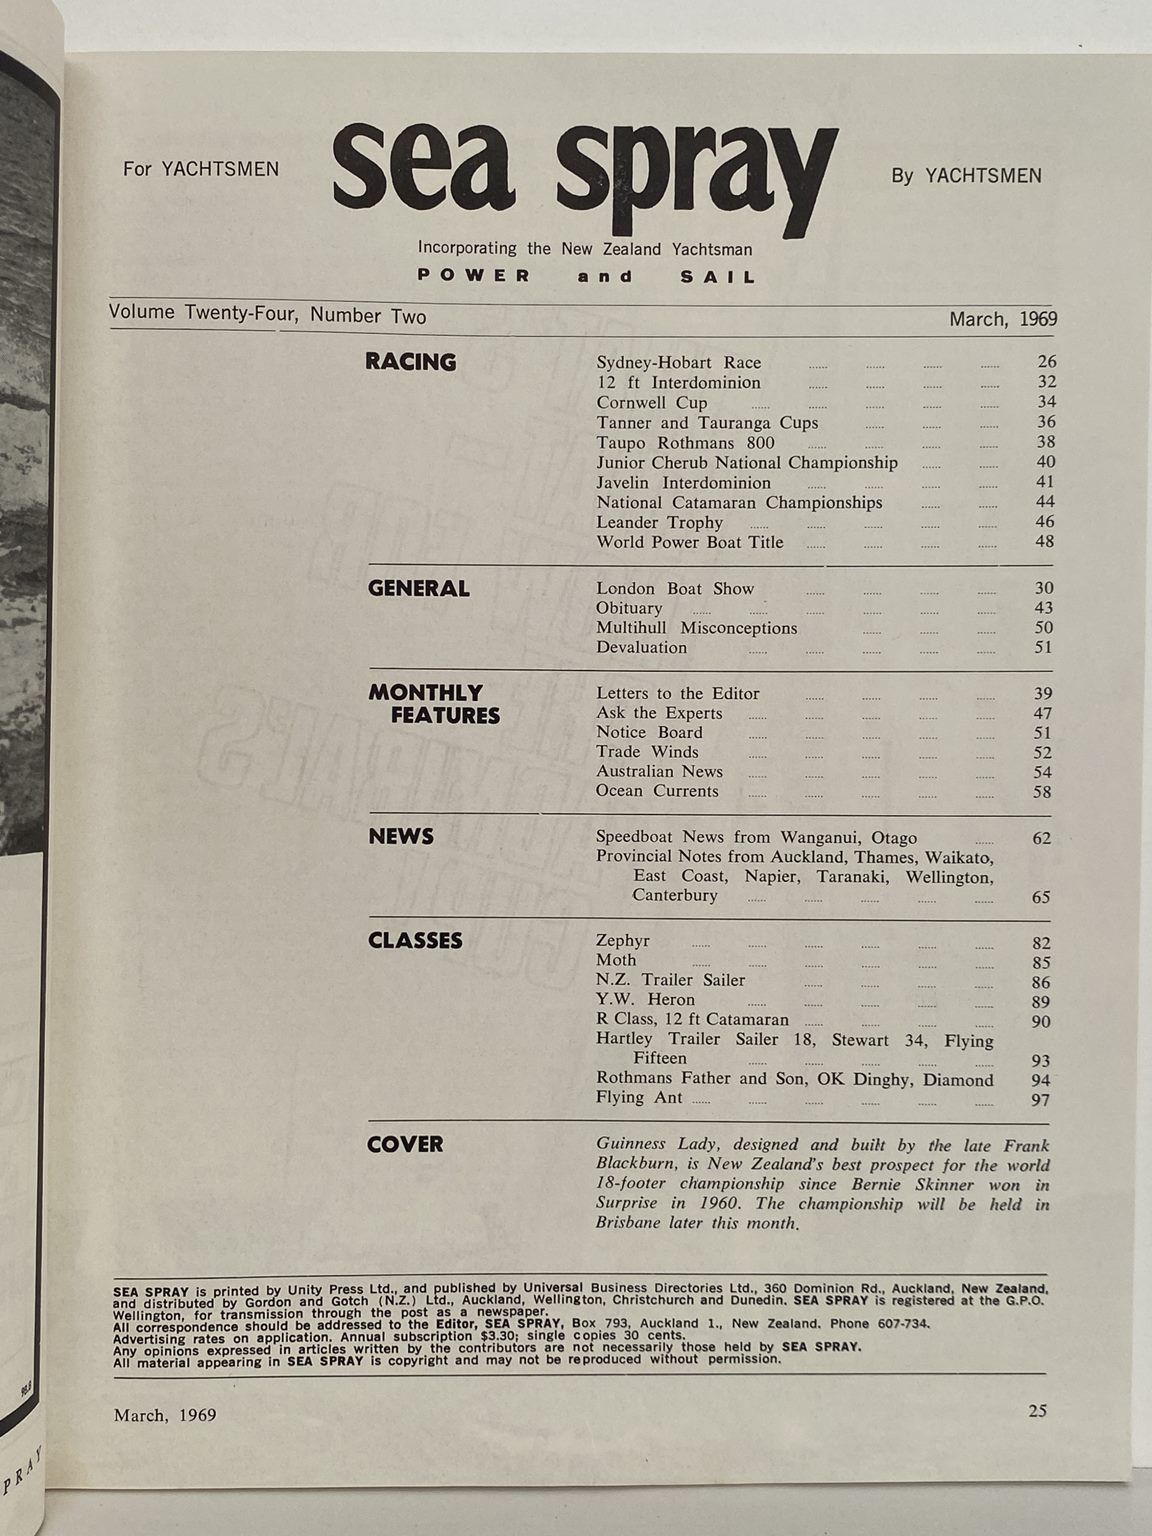 For YACHTSMEN
sea spray
By YACHTSMEN
Incorporating the New Zealand Yachtsman
POWER and SAIL
Volume Twenty-Four, Number Two
March, 1969
RACING
Sydney-Hobart Race ...... ...... ...... ...... 26
12 ft Interdominion ...... ...... ...... ...... 32
Cornwell Cup ...... ...... ...... ...... ...... 34
Tanner and Tauranga Cups ...... ...... ...... 36
Taupo Rothmans 800 ...... ...... ...... ...... 38
Junior Cherub National Championship ...... ...... 40
Javelin Interdominion ...... ...... ...... ...... 41
National Catamaran Championships ...... ...... 44
Leander Trophy ...... ...... ...... ...... ...... 46
World Power Boat Title ...... ...... ...... ...... 48
GENERAL
London Boat Show ...... ...... ...... ...... 30
Obituary ...... ...... ...... ...... ...... ...... 43
Multihull Misconceptions ...... ...... ...... 50
Devaluation ...... ...... ...... ...... ...... 51
MONTHLY
FEATURES
Letters to the Editor ...... ...... ...... ...... 39
Ask the Experts ...... ...... ...... ...... ...... 47
Notice Board ...... ...... ...... ...... ...... 51
Trade Winds ...... ...... ...... ...... ...... 52
Australian News ...... ...... ...... ...... ...... 54
Ocean Currents ...... ...... ...... ...... ...... 58
NEWS
Speedboat News from Wanganui, Otago ...... 62
Provincial Notes from Auckland, Thames, Waikato,
East Coast, Napier, Taranaki, Wellington,
Canterbury ...... ...... ...... ...... ...... 65
CLASSES
Zephyr ...... ...... ...... ...... ...... ...... 82
Moth ...... ...... ...... ...... ...... ...... 85
N.Z. Trailer Sailer ...... ...... ...... ...... 86
Y.W. Heron ...... ...... ...... ...... ...... 89
R Class, 12 ft Catamaran ...... ...... ...... ...... 90
Hartley Trailer Sailer 18, Stewart 34, Flying
Fifteen ...... ...... ...... ...... ...... 93
Rothmans Father and Son, OK Dinghy, Diamond 94
Flying Ant ...... ...... ...... ...... ...... ...... 97
COVER
Guinness Lady, designed and built by the late Frank
Blackburn, is New Zealand's best prospect for the world
18-footer championship since Bernie Skinner won in
Surprise in 1960. The championship will be held in
Brisbane later this month.
SEA SPRAY is printed by Unity Press Ltd., and published by Universal Business Directories Ltd., 360 Dominion Rd., Auckland, New Zealand,
and distributed by Gordon and Gotch (N.Z.) Ltd., Auckland, Wellington, Christchurch and Dunedin. SEA SPRAY is registered at the G.P.O.
Wellington, for transmission through the post as a newspaper.
All correspondence should be addressed to the Editor, SEA SPRAY, Box 793, Auckland 1., New Zealand. Phone 607-734.
Advertising rates on application. Annual subscription $3.30; single copies 30 cents.
Any opinions expressed in articles written by the contributors are not necessarily those held by SEA SPRAY.
All material appearing in SEA SPRAY is copyright and may not be reproduced without permission.
March, 1969
25
PRAY